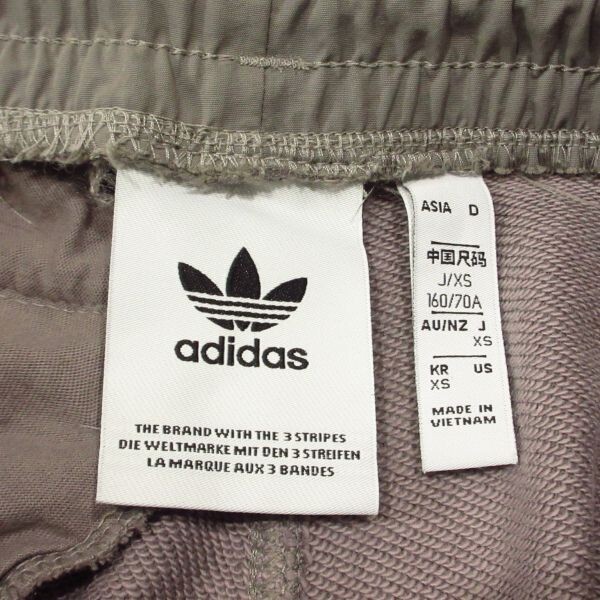 adidas
THE BRAND WITH THE 3 STRIPES
DIE WELTMARKE MIT DEN 3 STREIFEN
LA MARQUE AUX 3 BANDES
ASIA D
中国尺码
J/XS
160/70A
AU/NZ J
XS
KR US
XS
MADE IN
VIETNAM